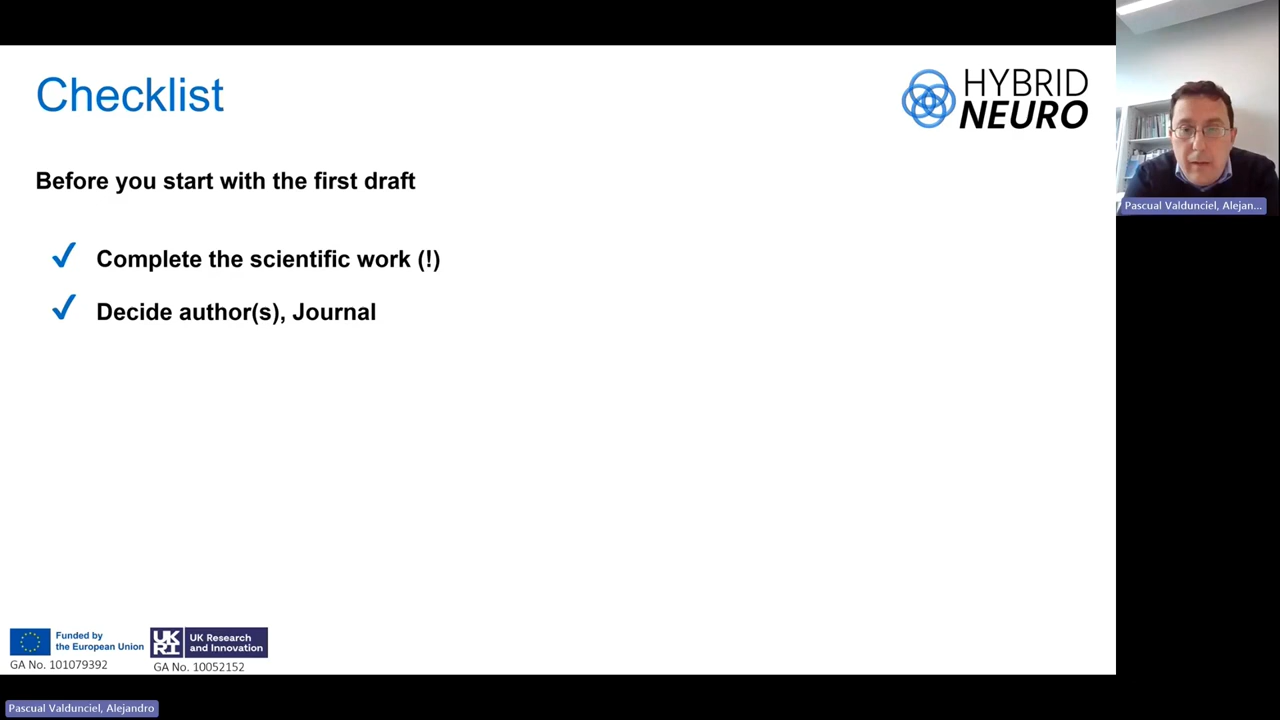 Checklist
HYBRID
NEURO
Before you start with the first draft
Complete the scientific work (!)
Decide author(s), Journal
Funded by
the European Union
GA No. 101079392
UK
RI
UK Research
and Innovation
GA No. 10052152
Pascual Valdunciel, Alejan...
Pascual Valdunciel, Alejandro